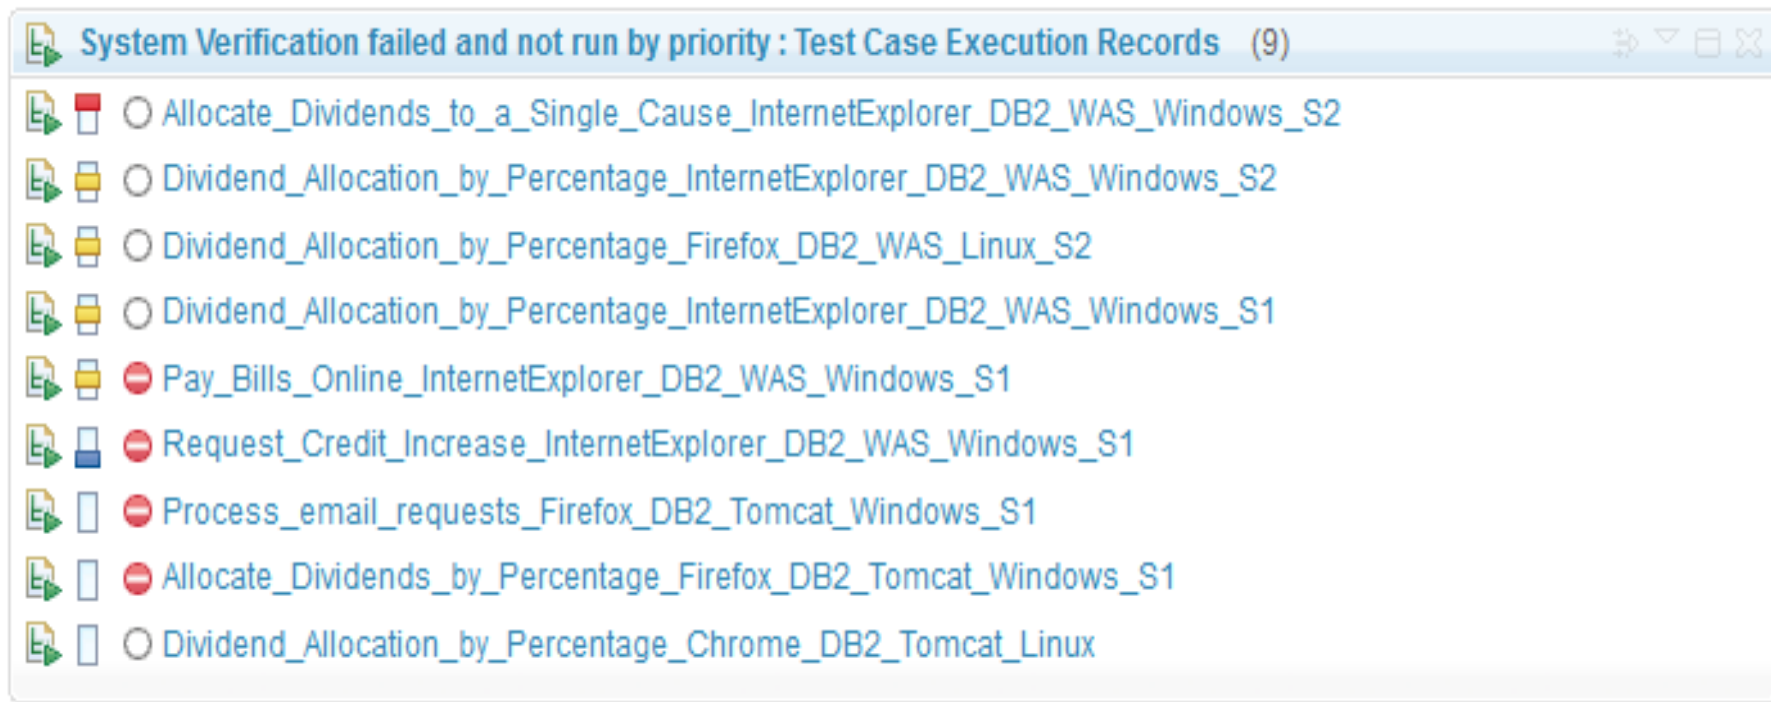 System Verification failed and not run by priority : Test Case Execution Records (9)
Allocate_Dividends_to_a_Single_Cause_InternetExplorer_DB2_WAS_Windows_S2
Dividend_Allocation_by_Percentage_InternetExplorer_DB2_WAS_Windows_S2
Dividend_Allocation_by_Percentage_Firefox_DB2_WAS_Linux_S2
Dividend_Allocation_by_Percentage_InternetExplorer_DB2_WAS_Windows_S1
Pay_Bills_Online_InternetExplorer_DB2_WAS_Windows_S1
Request_Credit_Increase_InternetExplorer_DB2_WAS_Windows_S1
Process_email_requests_Firefox_DB2_Tomcat_Windows_S1
Allocate_Dividends_by_Percentage_Firefox_DB2_Tomcat_Windows_S1
Dividend_Allocation_by_Percentage_Chrome_DB2_Tomcat_Linux